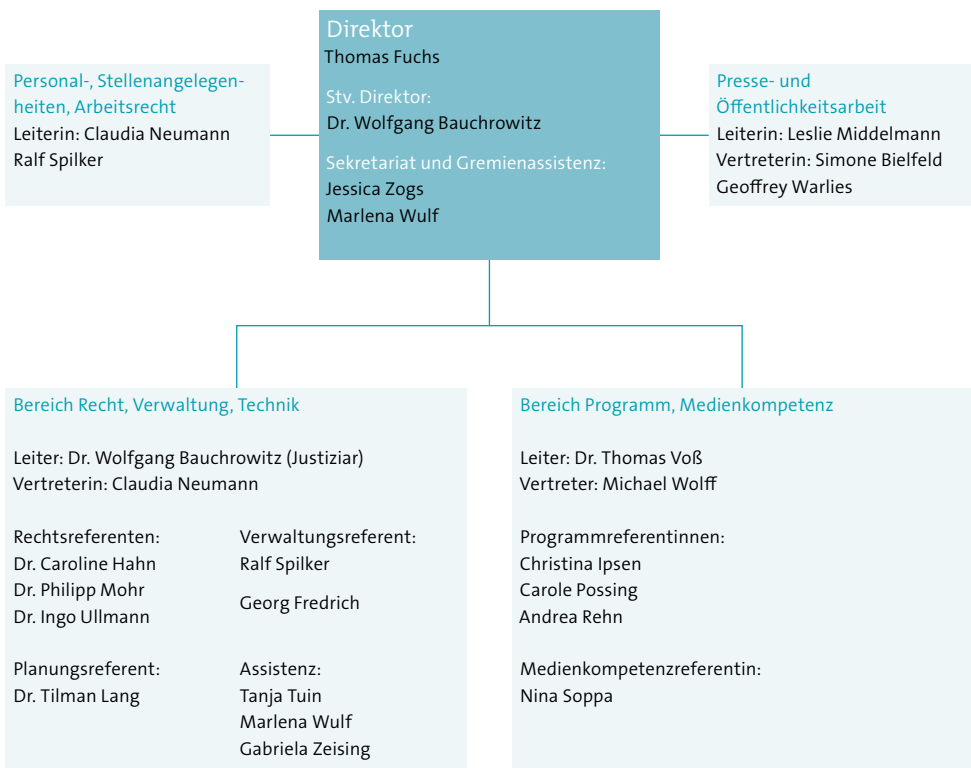 Direktor
Thomas Fuchs
Stv. Direktor:
Dr. Wolfgang Bauchrowitz
Sekretariat und Gremienassistenz:
Jessica Zogs
Marlena Wulf
Personal-, Stellenangelegen-
heiten, Arbeitsrecht
Leiterin: Claudia Neumann
Ralf Spilker
Presse- und
Öffentlichkeitsarbeit
Leiterin: Leslie Middelmann
Vertreterin: Simone Bielfeld
Geoffrey Warlies
Bereich Recht, Verwaltung, Technik
Leiter: Dr. Wolfgang Bauchrowitz (Justiziar)
Vertreterin: Claudia Neumann
Rechtsreferenten:
Dr. Caroline Hahn
Dr. Philipp Mohr
Dr. Ingo Ullmann
Verwaltungsreferent:
Ralf Spilker
Georg Fredrich
Planungsreferent:
Dr. Tilman Lang
Assistenz:
Tanja Tuin
Marlena Wulf
Gabriela Zeising
Bereich Programm, Medienkompetenz
Leiter: Dr. Thomas Voß
Vertreter: Michael Wolff
Programmreferentinnen:
Christina Ipsen
Carole Possing
Andrea Rehn
Medienkompetenzreferentin:
Nina Soppa